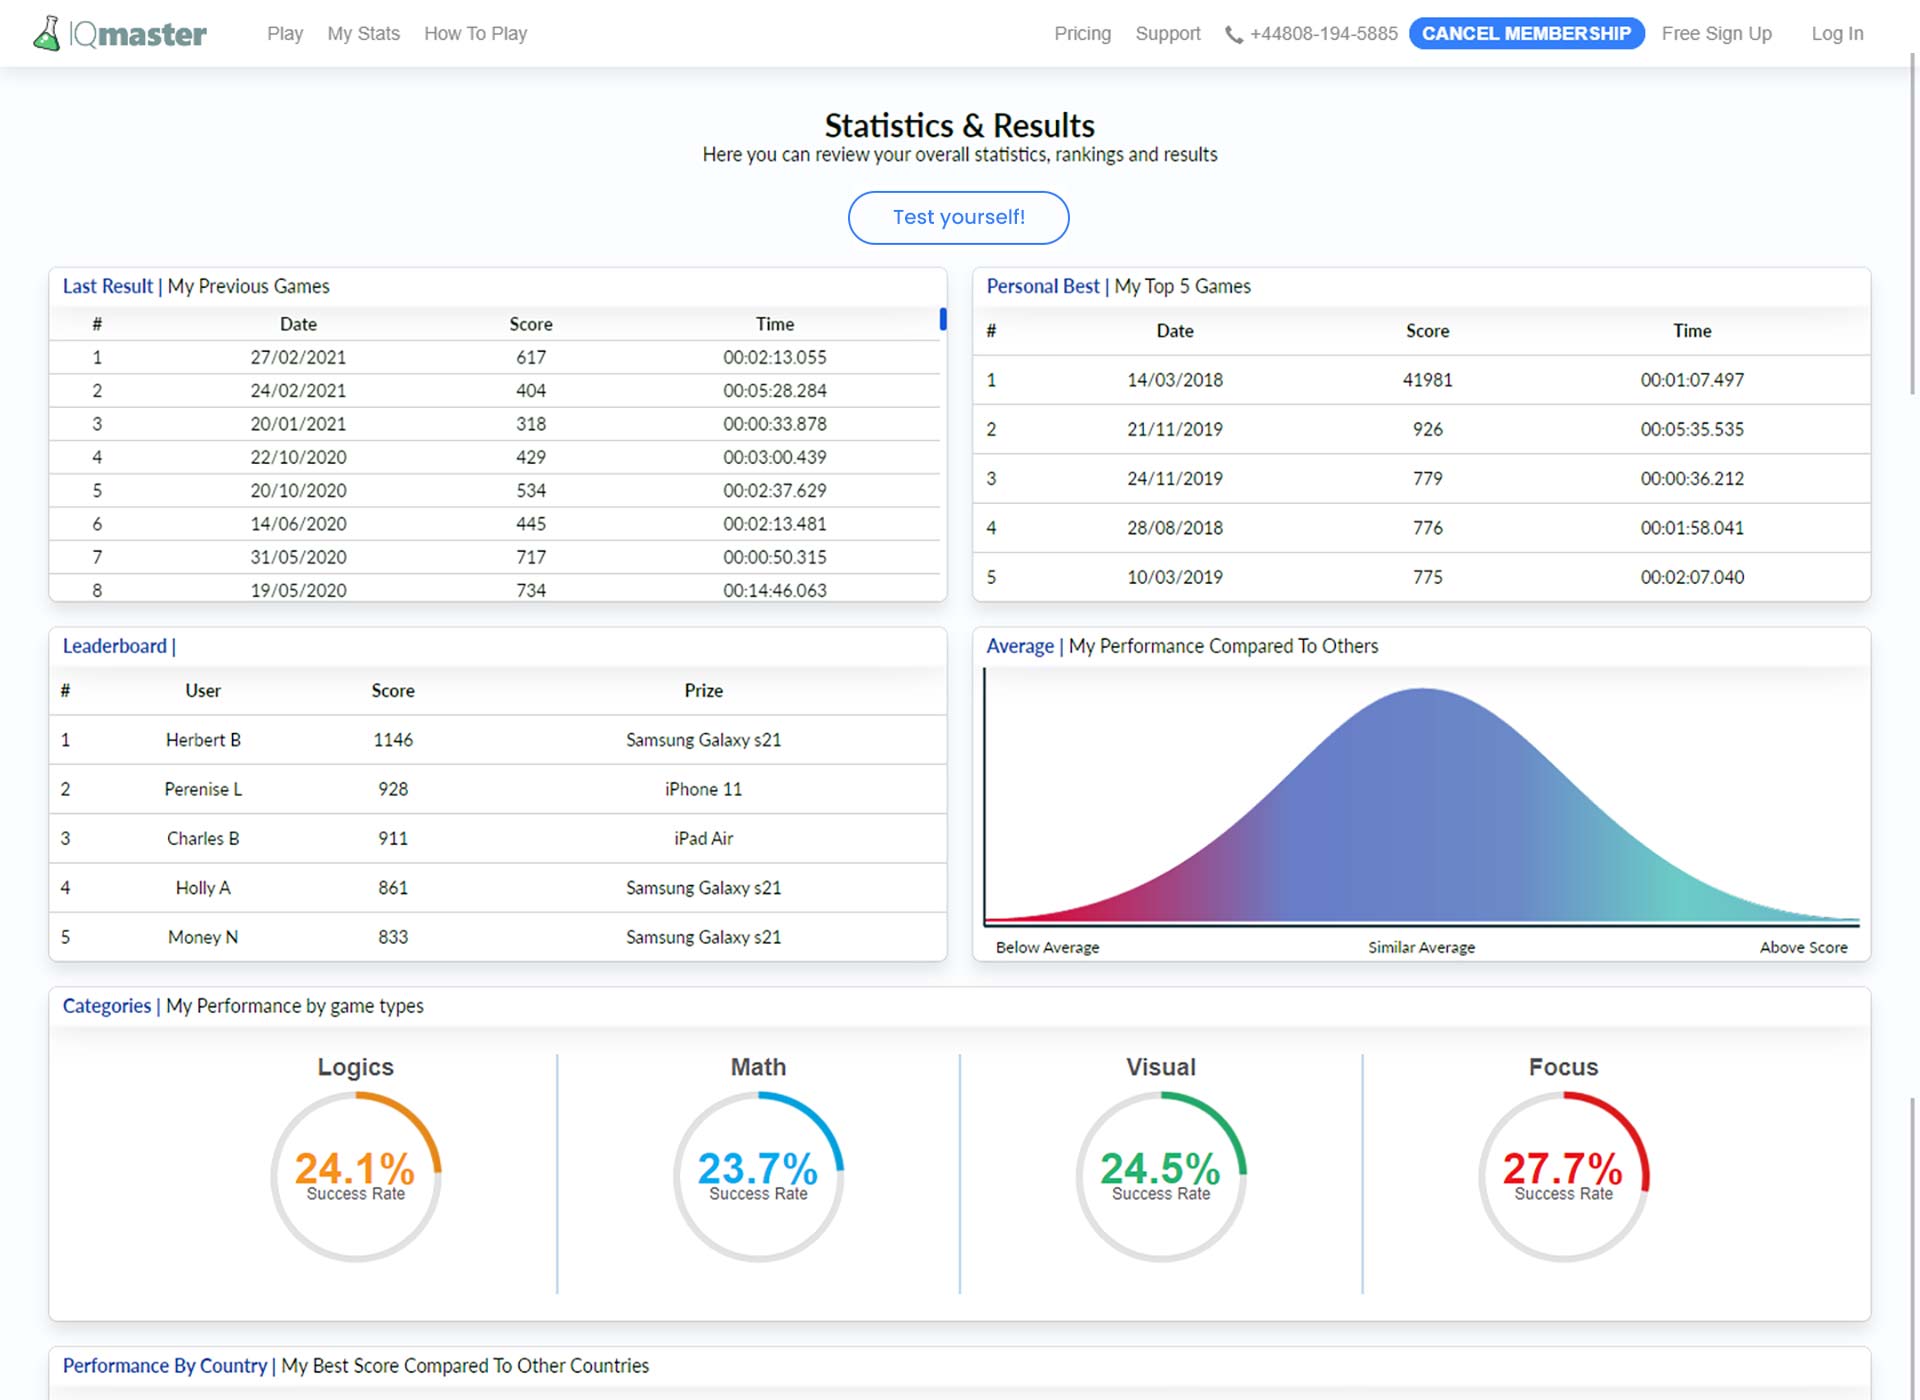 IQmaster Play My Stats How To Play Pricing Support +44808-194-5885 CANCEL MEMBERSHIP Free Sign Up Log In
Statistics & Results
Here you can review your overall statistics, rankings and results
Test yourself!
Last Result | My Previous Games
# Date Score Time
1 27/02/2021 617 00:02:13.055
2 24/02/2021 404 00:05:28.284
3 20/01/2021 318 00:00:33.878
4 22/10/2020 429 00:03:00.439
5 20/10/2020 534 00:02:37.629
6 14/06/2020 445 00:02:13.481
7 31/05/2020 717 00:00:50.315
8 19/05/2020 734 00:14:46.063
Personal Best | My Top 5 Games
# Date Score Time
1 14/03/2018 41981 00:01:07.497
2 21/11/2019 926 00:05:35.535
3 24/11/2019 779 00:00:36.212
4 28/08/2018 776 00:01:58.041
5 10/03/2019 775 00:02:07.040
Leaderboard |
# User Score Prize
1 Herbert B 1146 Samsung Galaxy s21
2 Perenise L 928 iPhone 11
3 Charles B 911 iPad Air
4 Holly A 861 Samsung Galaxy s21
5 Money N 833 Samsung Galaxy s21
Average | My Performance Compared To Others
Below Average Similar Average Above Score
Categories | My Performance by game types
Logics
24.1%
Success Rate
Math
23.7%
Success Rate
Visual
24.5%
Success Rate
Focus
27.7%
Success Rate
Performance By Country | My Best Score Compared To Other Countries